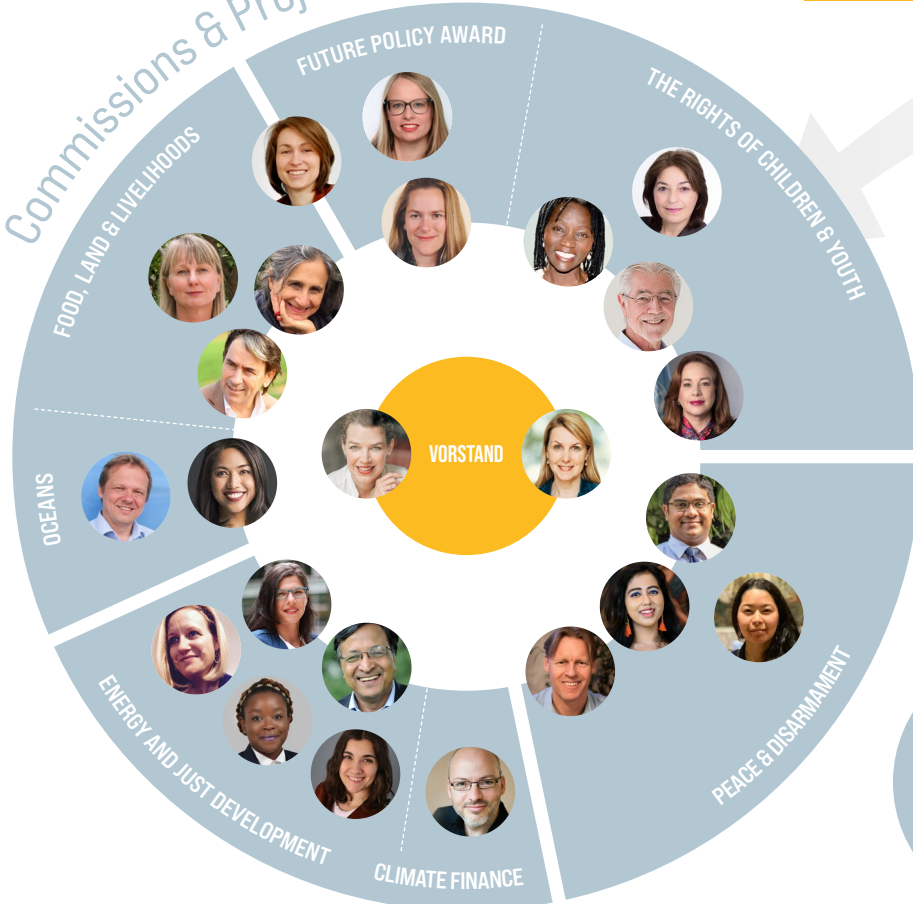 Commissions & Proj
FUTURE POLICY AWARD
THE RIGHTS OF CHILDREN & YOUTH
FOOD, LAND & LIVELIHOODS
VORSTAND
OCEANS
PEACE & DISARMAMENT
ENERGY AND JUST DEVELOPMENT
CLIMATE FINANCE